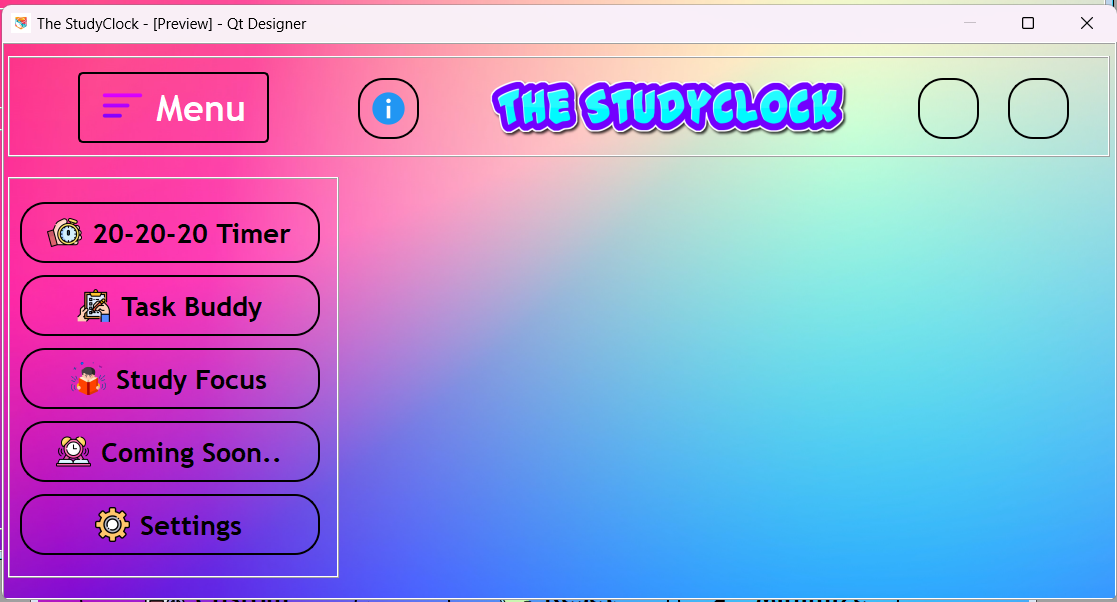 The StudyClock - [Preview] - Qt Designer
Menu
THE STUDYCLOCK
20-20-20 Timer
Task Buddy
Study Focus
Coming Soon..
Settings